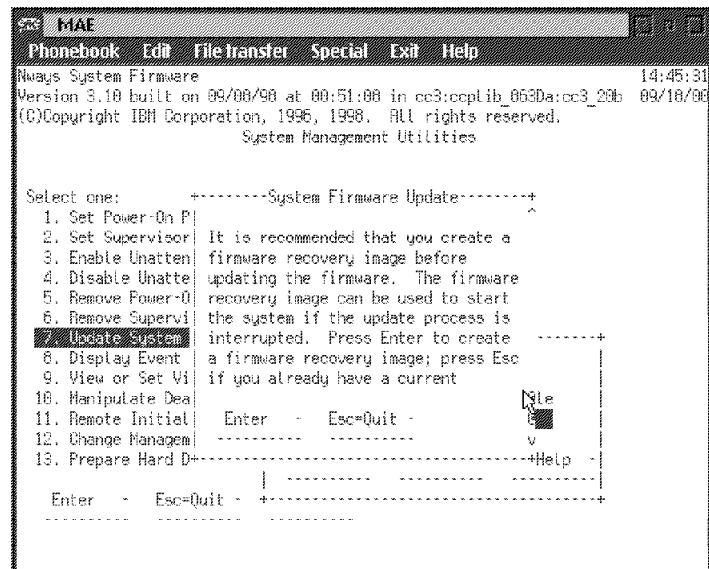 MAE
Phonebook Edit File transfer Special Exit Help
Nways System Firmware 14:45:31
Version 3.10 built on 09/08/98 at 00:51:08 in cc3:ccplib_063Da:cc3_20b 09/18/00
(C)Copyright IBM Corporation, 1996, 1998. All rights reserved.
System Management Utilities
Select one: +--------System Firmware Update--------+
1. Set Power-On P| ^
2. Set Supervisor| It is recommended that you create a
3. Enable Unatten| firmware recovery image before
4. Disable Unatte| updating the firmware. The firmware
5. Remove Power-O| recovery image can be used to start
6. Remove Supervi| the system if the update process is
7. Update System | interrupted. Press Enter to create -------+
8. Display Event | a firmware recovery image; press Esc |
9. View or Set Vi| if you already have a current |
10. Manipulate Dea| le |
11. Remote Initial| Enter - Esc=Quit - |
12. Change Managem| ---------- ---------- v |
13. Prepare Hard D+--------------------------------------+Help -|
| ---------- ---------- ----------|
Enter - Esc=Quit - +----------------------------------------+
---------- ---------- ----------